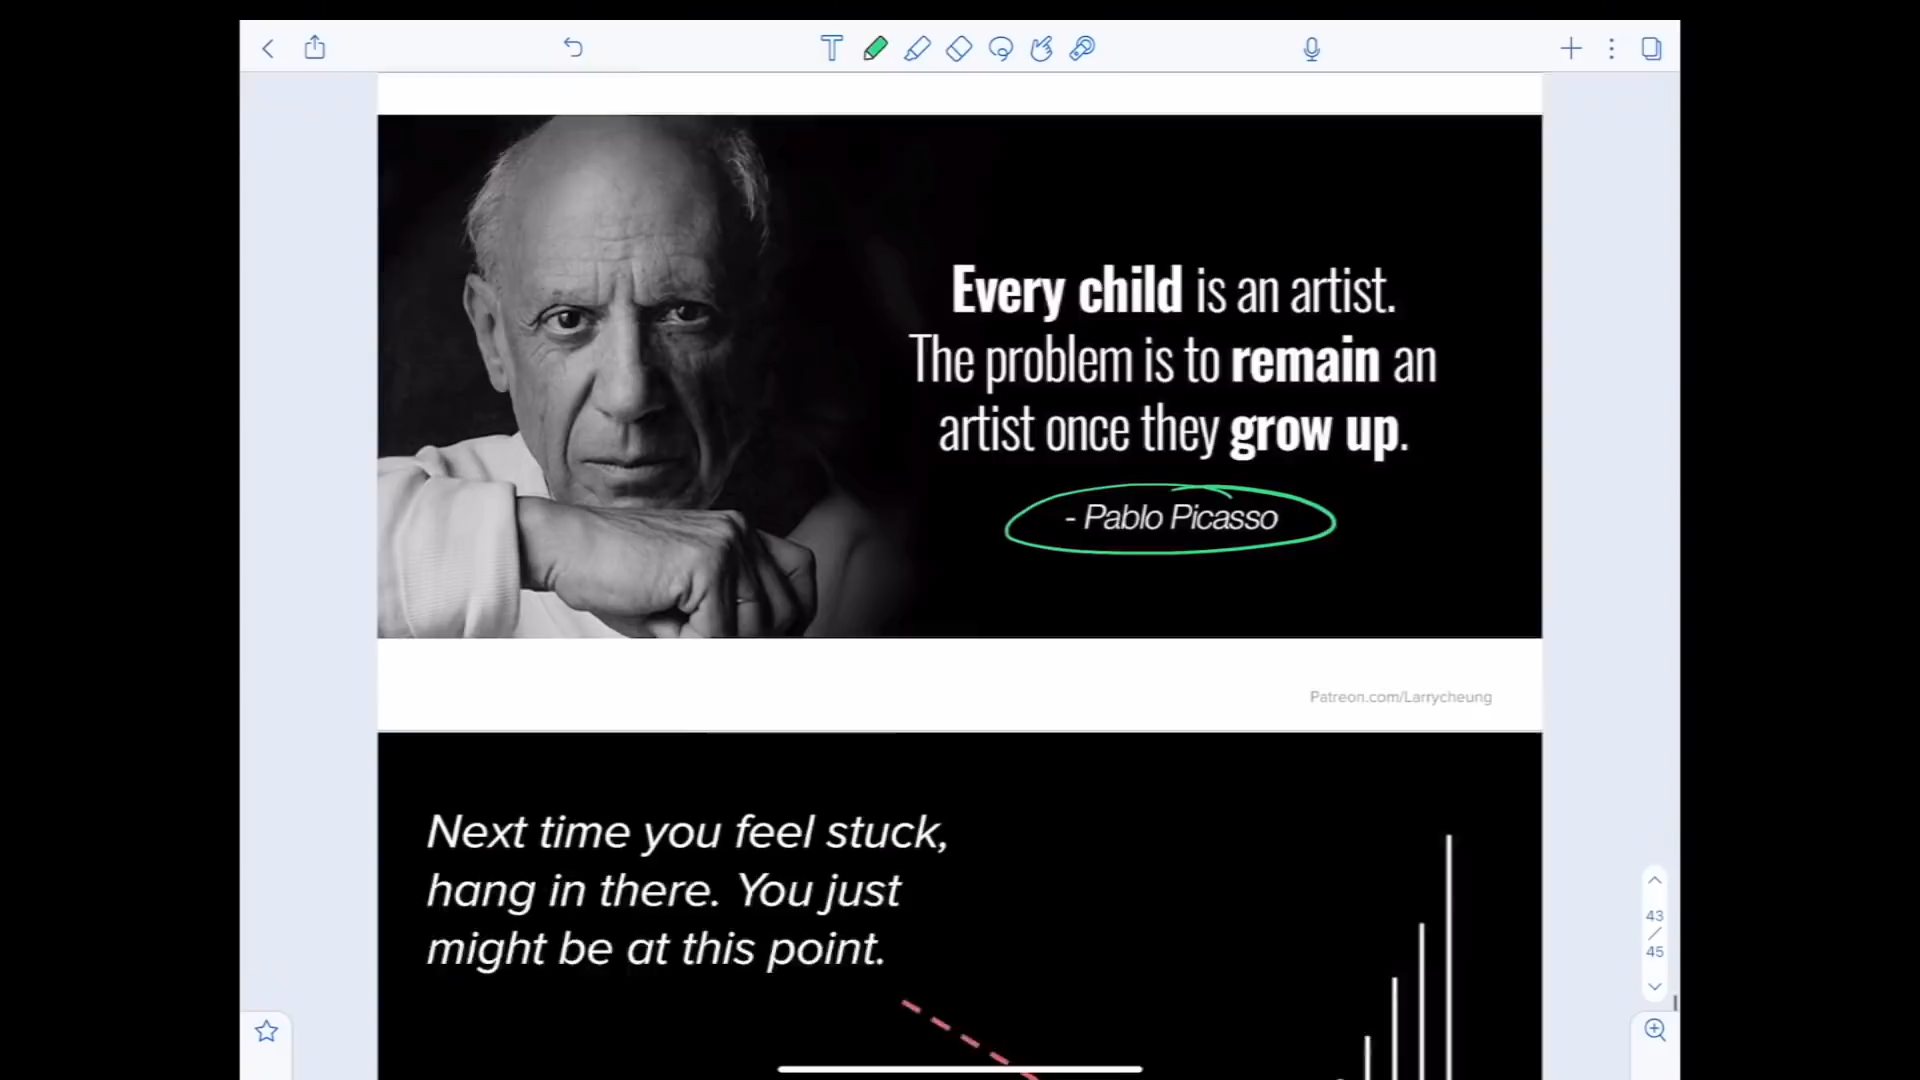 T
Every child is an artist.
The problem is to remain an
artist once they grow up.
- Pablo Picasso
Patreon.com/Larrycheung
Next time you feel stuck,
hang in there. You just
might be at this point.
43
/
45